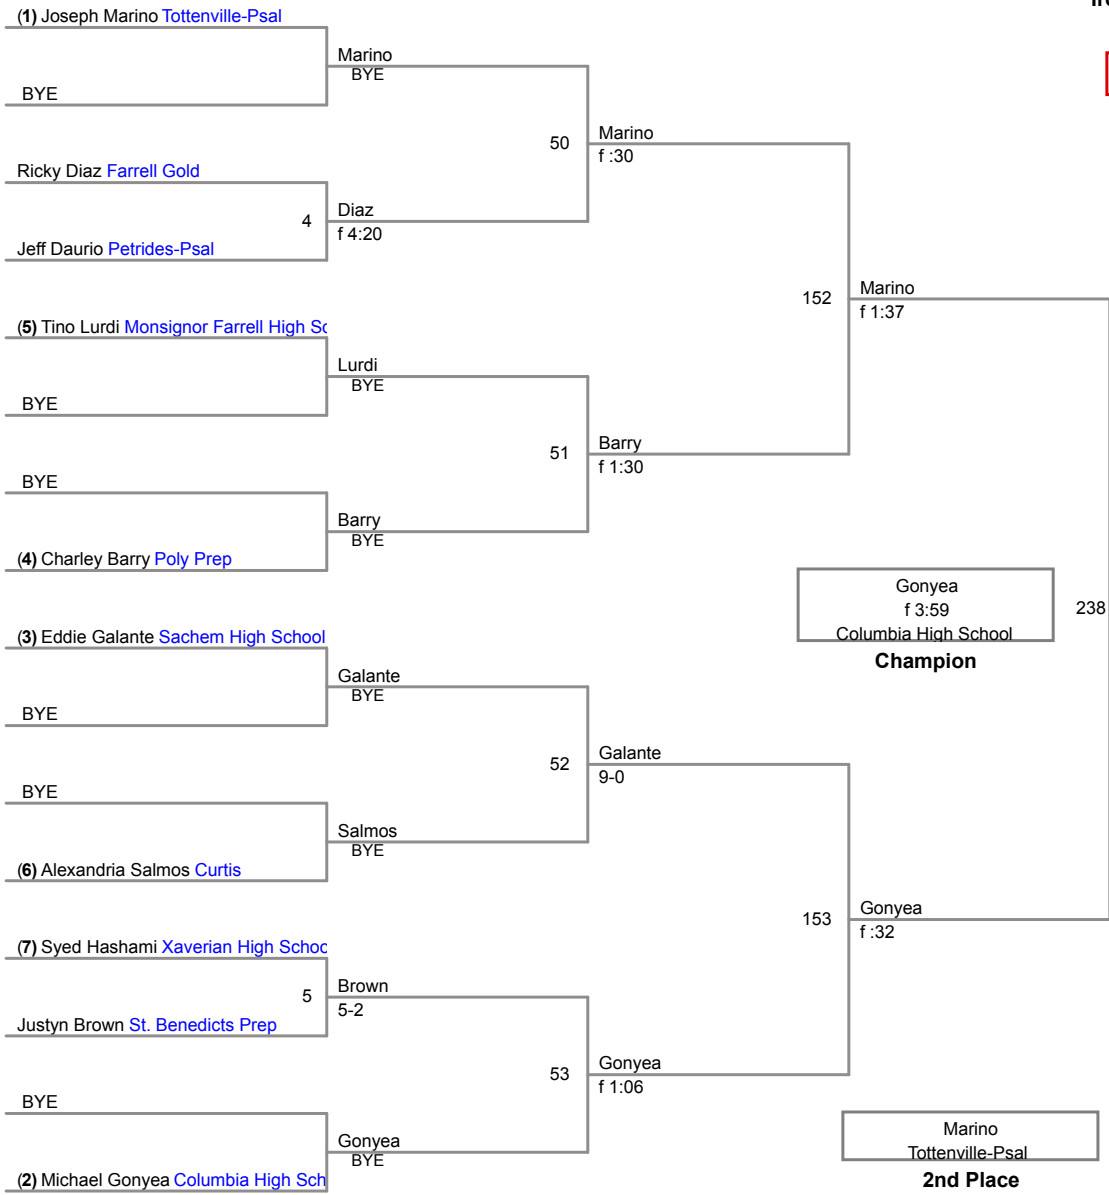 (1) Joseph Marino Tottenville-Psal
Marino
BYE
BYE
50
Marino
f :30
Ricky Diaz Farrell Gold
4
Diaz
f 4:20
Jeff Daurio Petrides-Psal
152
Marino
f 1:37
(5) Tino Lurdi Monsignor Farrell High Sc
Lurdi
BYE
BYE
51
Barry
f 1:30
BYE
Barry
BYE
(4) Charley Barry Poly Prep
Gonyea
f 3:59
Columbia High School
Champion
238
(3) Eddie Galante Sachem High School
Galante
BYE
BYE
52
Galante
9-0
BYE
Salmos
BYE
(6) Alexandria Salmos Curtis
153
Gonyea
f :32
(7) Syed Hashami Xaverian High Schoo
5
Brown
5-2
Justyn Brown St. Benedicts Prep
53
Gonyea
f 1:06
BYE
Gonyea
BYE
(2) Michael Gonyea Columbia High Sch
Marino
Tottenville-Psal
2nd Place